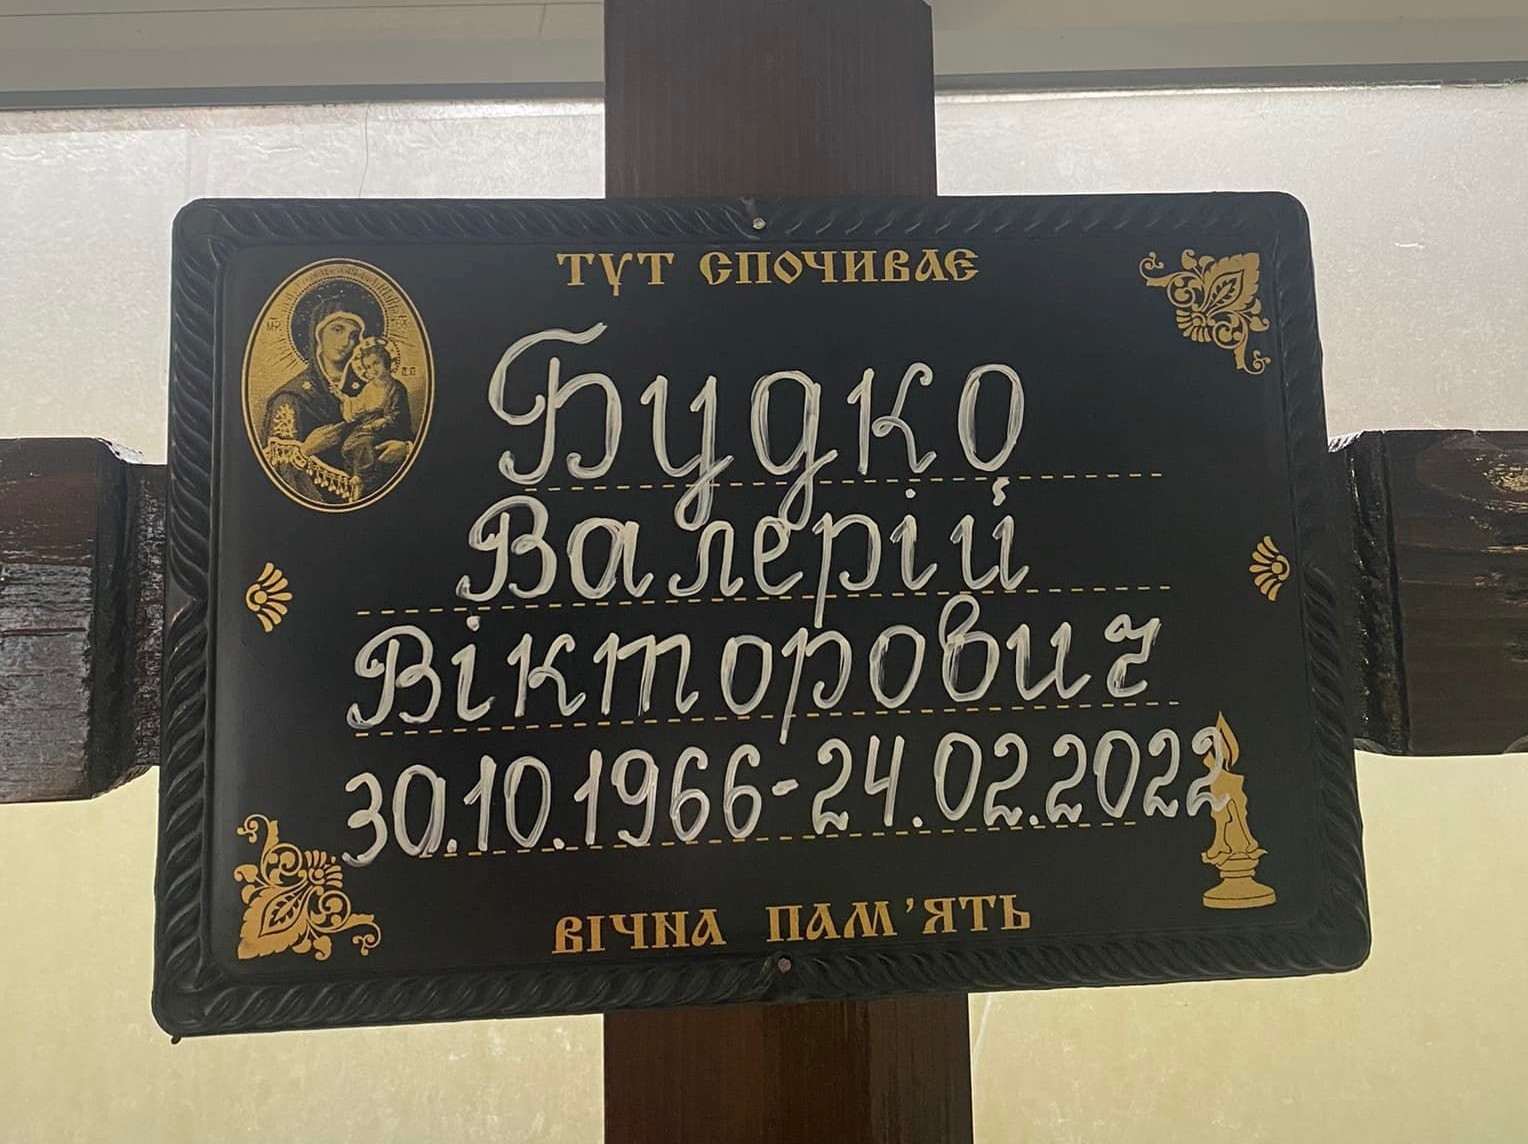 ТУТ СПОЧИВАЄ
Будко
Валерій
Вікторович
30.10.1966-24.02.2022
ВІЧНА ПАМ'ЯТЬ